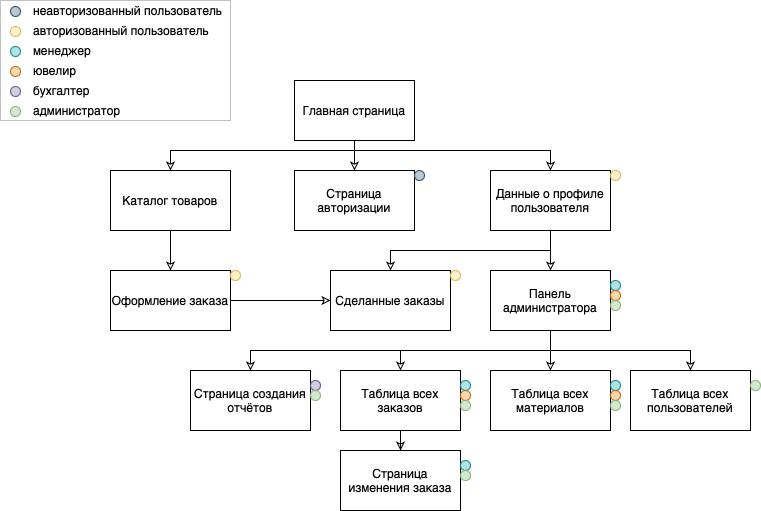 неавторизованный пользователь
авторизованный пользователь
менеджер
ювелир
бухгалтер
администратор
Главная страница
Каталог товаров
Страница
авторизации
Данные о профиле
пользователя
Оформление заказа
Сделанные заказы
Панель
администратора
Страница создания
отчётов
Таблица всех
заказов
Таблица всех
материалов
Таблица всех
пользователей
Страница
изменения заказа